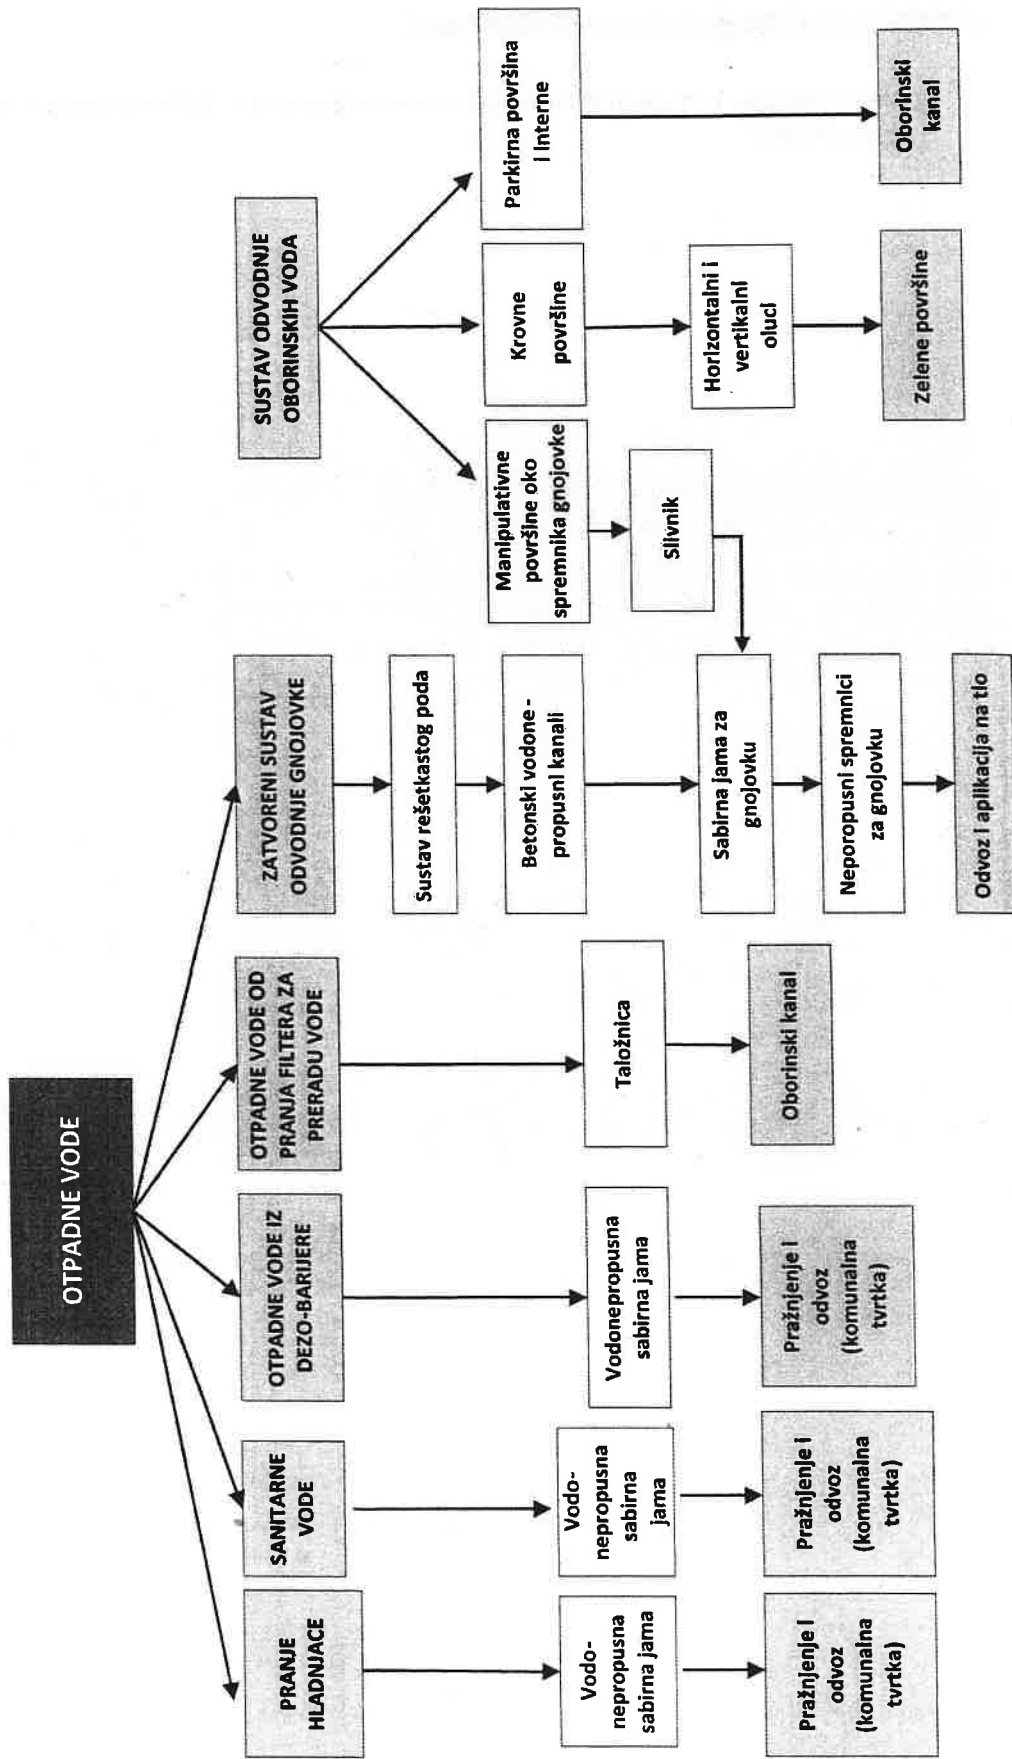 OTPADNE VODE
PRANJE
HLADNJACE
SANITARNE
VODE
OTPADNE VODE IZ
DEZO-BARIJERE
OTPADNE VODE OD
PRANJA FILTERA ZA
PRERADU VODE
ZATVORENI SUSTAV
ODVODNJE GNOJOVKE
SUSTAV ODVODNJE
OBORINSKIH VODA
Sustav rešetkastog poda
Betonski vodone-
propusni kanali
Manipulativne
površine oko
spremnika gnojovke
Krovne
površine
Parkirna površina
i Interne
Vodo-
nepropusna
sabirna jama
Vodo-
nepropusna
sabirna
jama
Vodonepropusna
sabirna jama
Taložnica
Slivnik
Horizontalni i
vertikalni
oluci
Sabirna jama za
gnojovku
Pražnjenje I
odvoz
(komunalna
tvrtka)
Pražnjenje i
odvoz
(komunalna
tvrtka)
Pražnjenje I
odvoz
(komunalna
tvrtka)
Oborinski kanal
Neporopusni spremnici
za gnojovku
Zelene površine
Oborinski
kanal
Odvoz I aplikacija na tlo